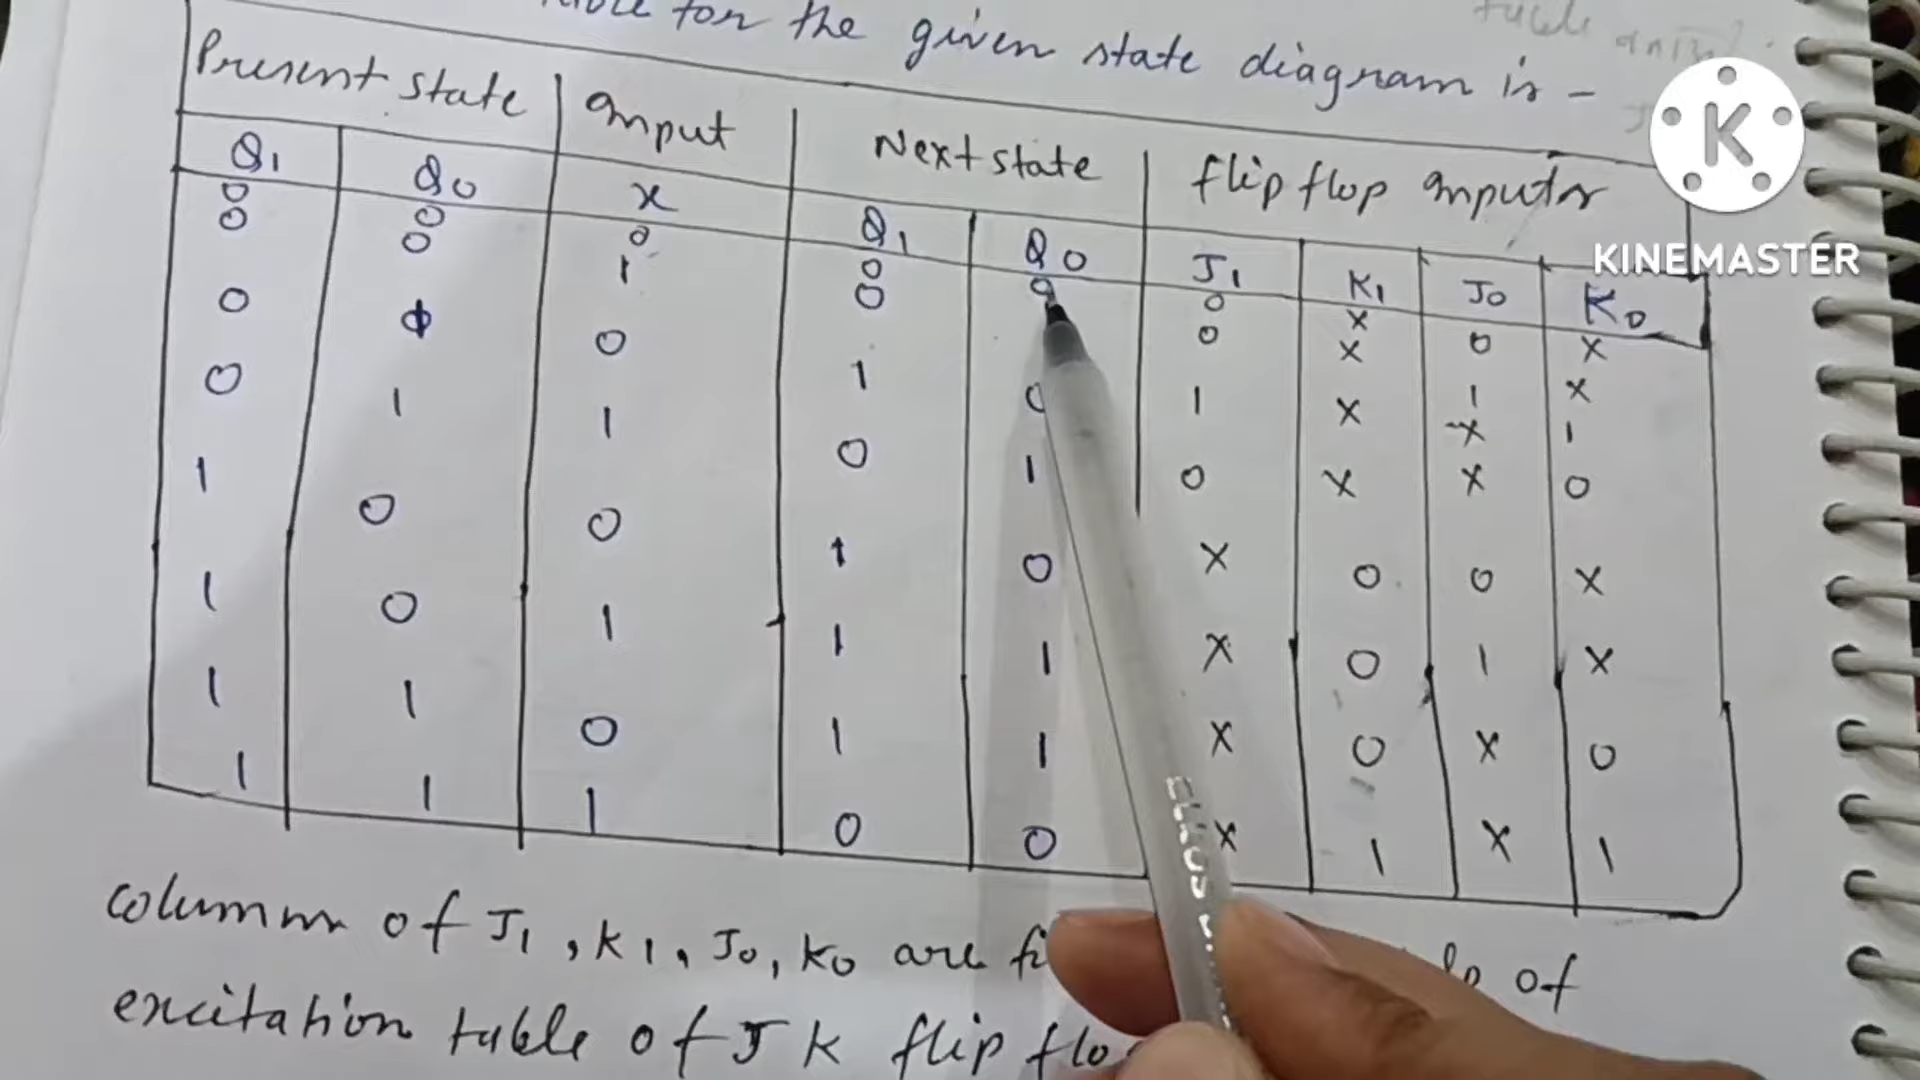 for the given state diagram is -
table
Present state Input Next state flip flop inputs
Q1 Q0 x Q1 Q0 J1 K1 J0 K0
0 0 0 0 0 0 x 0 x
0 0 1 0 0 x 1 x
0 1 0 1 0 1 x x 1
0 1 1 0 1 0 x x 0
1 0 0 1 0 x 0 0 x
1 0 1 1 1 x 0 1 x
1 1 0 1 1 x 0 x 0
1 1 1 0 0 x 1 x 1
column of J1, K1, J0, K0 are of
excitation table of J K flip
K
KINEMASTER